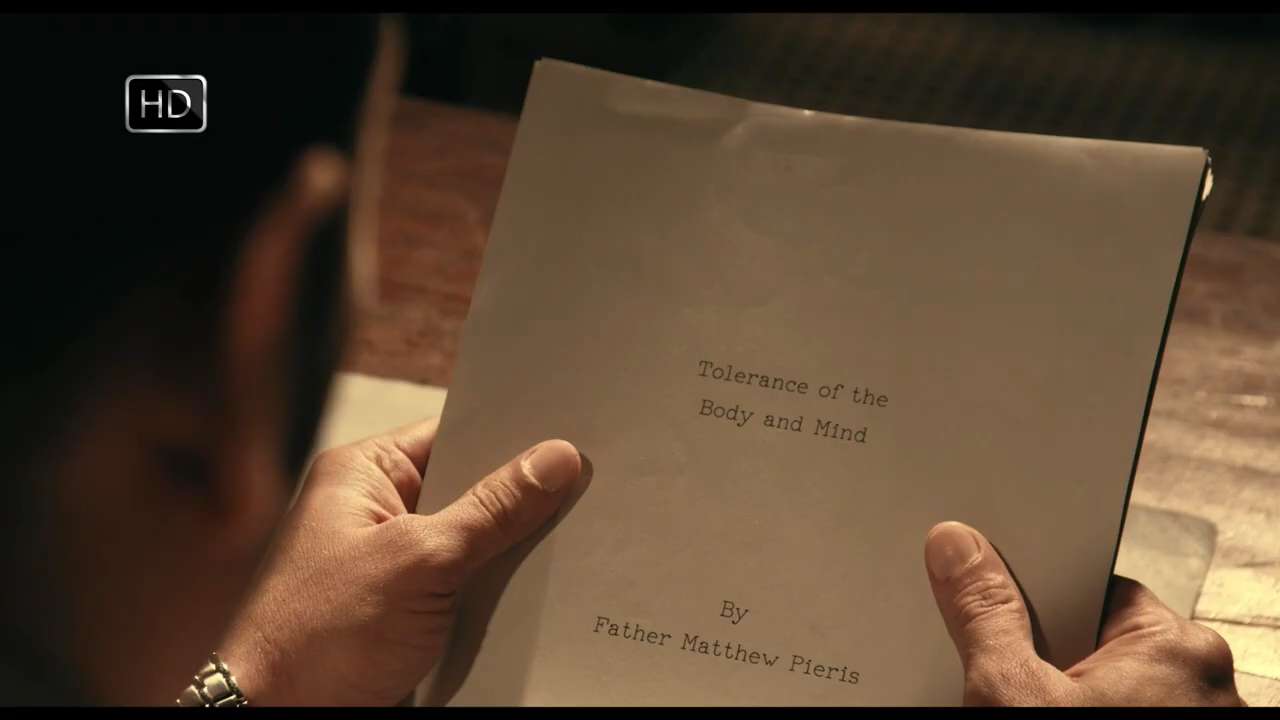 HD
Tolerance of the
Body and Mind
By
Father Matthew Pieris